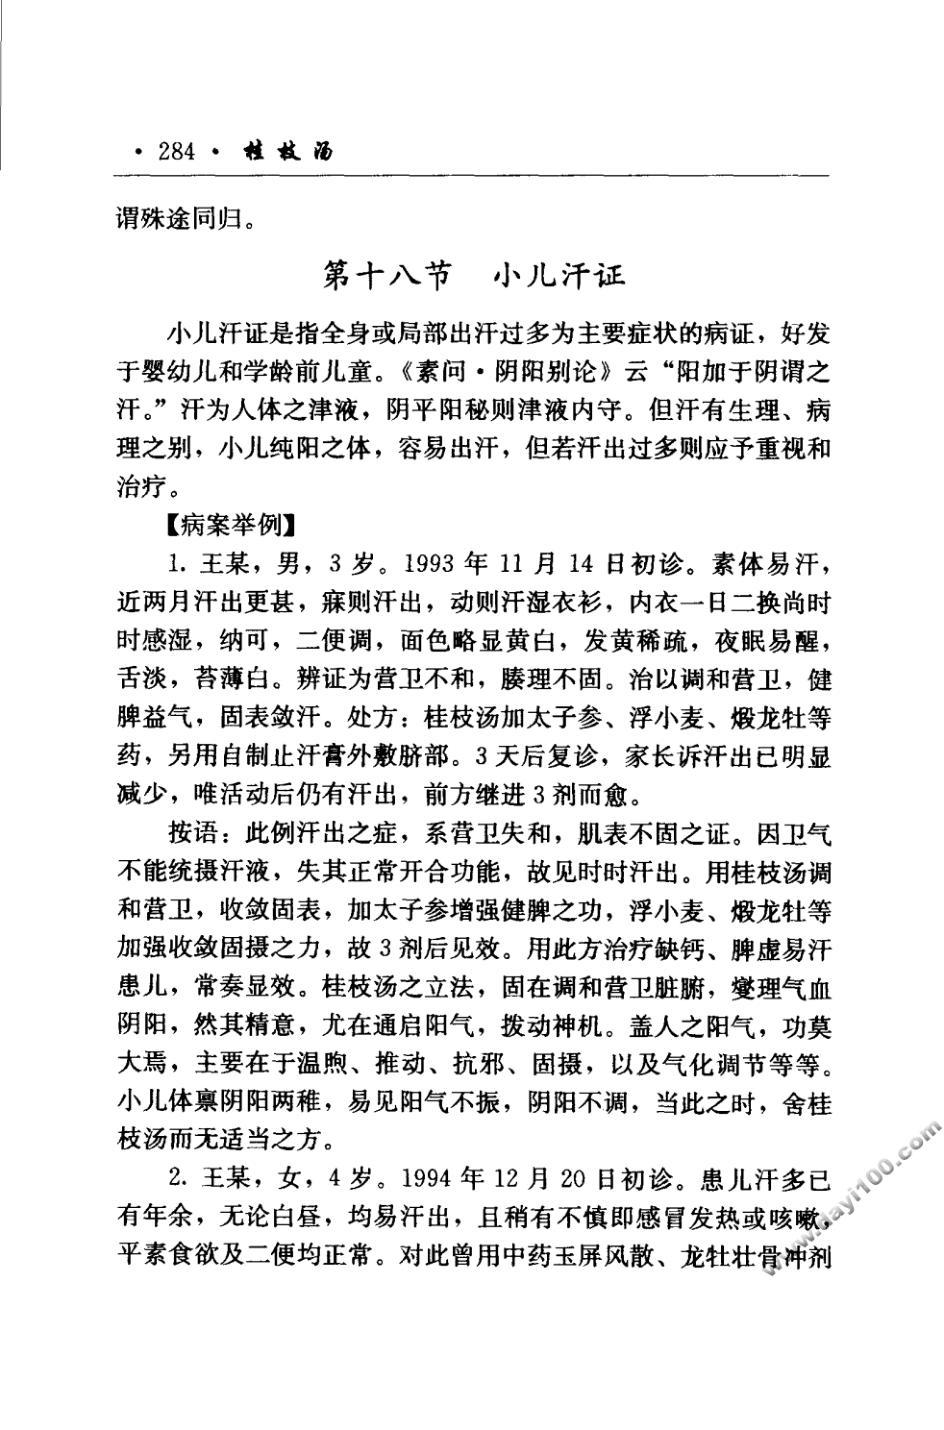 ·284· 桂枝汤
谓殊途同归。
第十八节 小儿汗证
小儿汗证是指全身或局部出汗过多为主要症状的病证，好发
于婴幼儿和学龄前儿童。《素问·阴阳别论》云“阳加于阴谓之
汗。”汗为人体之津液，阴平阳秘则津液内守。但汗有生理、病
理之别，小儿纯阳之体，容易出汗，但若汗出过多则应予重视和
治疗。
【病案举例】
1. 王某，男，3 岁。1993 年 11 月 14 日初诊。素体易汗，
近两月汗出更甚，寐则汗出，动则汗湿衣衫，内衣一日二换尚时
时感湿，纳可，二便调，面色略显黄白，发黄稀疏，夜眠易醒，
舌淡，苔薄白。辨证为营卫不和，腠理不固。治以调和营卫，健
脾益气，固表敛汗。处方：桂枝汤加太子参、浮小麦、煅龙牡等
药，另用自制止汗膏外敷脐部。3 天后复诊，家长诉汗出已明显
减少，唯活动后仍有汗出，前方继进 3 剂而愈。
按语：此例汗出之症，系营卫失和，肌表不固之证。因卫气
不能统摄汗液，失其正常开合功能，故见时时汗出。用桂枝汤调
和营卫，收敛固表，加太子参增强健脾之功，浮小麦、煅龙牡等
加强收敛固摄之力，故 3 剂后见效。用此方治疗缺钙、脾虚易汗
患儿，常奏显效。桂枝汤之立法，固在调和营卫脏腑，燮理气血
阴阳，然其精意，尤在通启阳气，拨动神机。盖人之阳气，功莫
大焉，主要在于温煦、推动、抗邪、固摄，以及气化调节等等。
小儿体禀阴阳两稚，易见阳气不振，阴阳不调，当此之时，舍桂
枝汤而无适当之方。
2. 王某，女，4 岁。1994 年 12 月 20 日初诊。患儿汗多已
有年余，无论白昼，均易汗出，且稍有不慎即感冒发热或咳嗽，
平素食欲及二便均正常。对此曾用中药玉屏风散、龙牡壮骨冲剂
www.dayi100.com